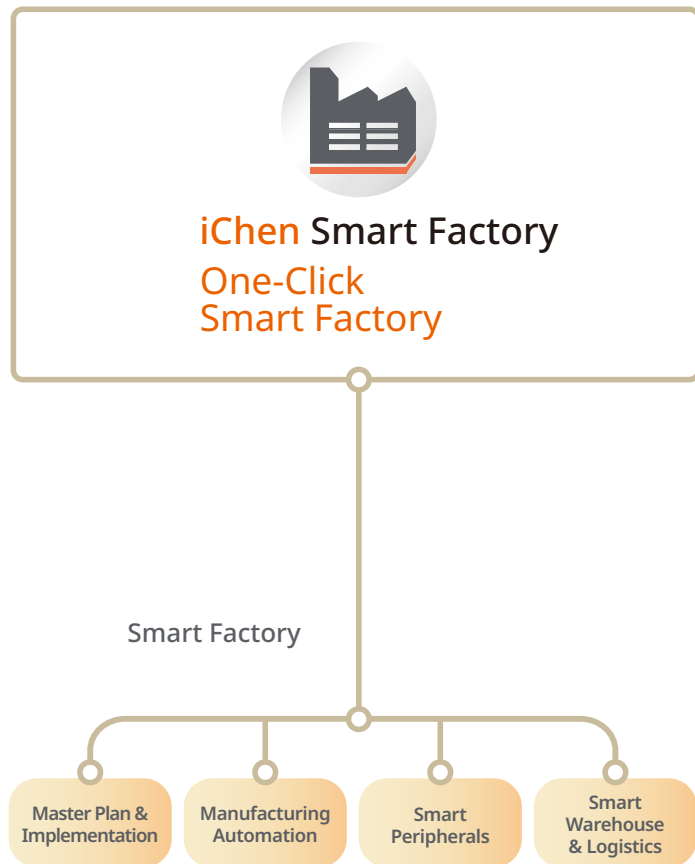 iChen Smart Factory
One-Click
Smart Factory
Smart Factory
Master Plan &
Implementation
Manufacturing
Automation
Smart
Peripherals
Smart
Warehouse
& Logistics